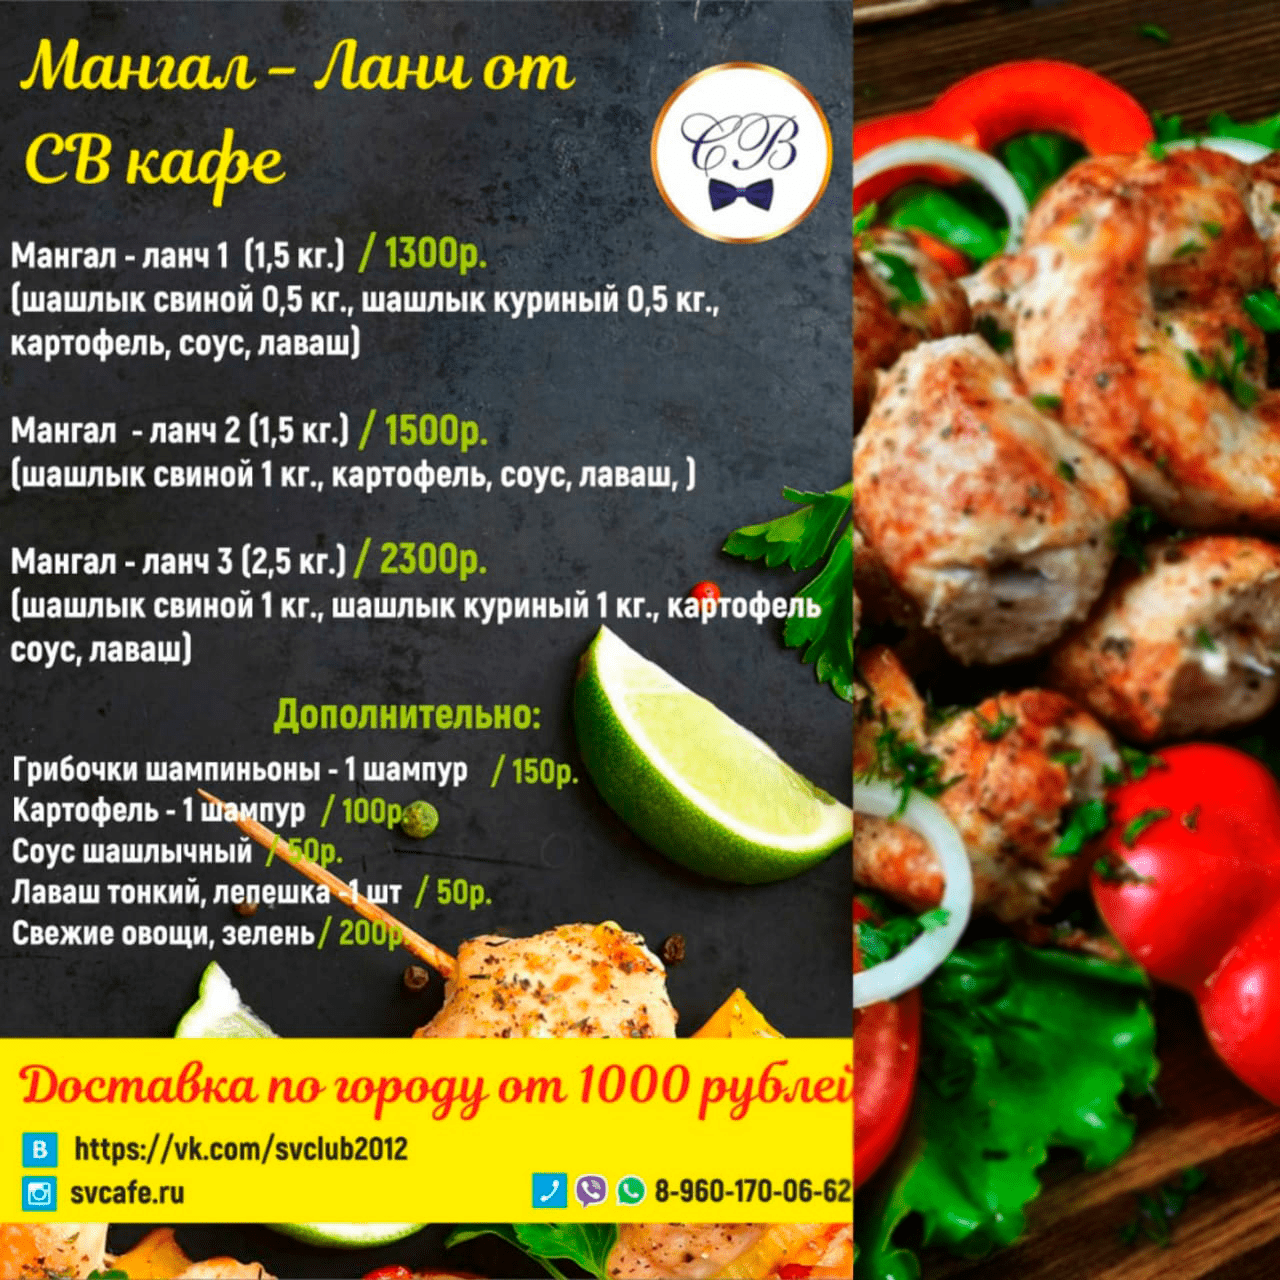 Мангал – Ланч от
СВ кафе
СВ
Мангал - ланч 1 (1,5 кг.) / 1300р.
(шашлык свиной 0,5 кг., шашлык куриный 0,5 кг.,
картофель, соус, лаваш)
Мангал - ланч 2 (1,5 кг.) / 1500р.
(шашлык свиной 1 кг., картофель, соус, лаваш, )
Мангал - ланч 3 (2,5 кг.) / 2300р.
(шашлык свиной 1 кг., шашлык куриный 1 кг., картофель
соус, лаваш)
Дополнительно:
Грибочки шампиньоны - 1 шампур / 150р.
Картофель - 1 шампур / 100р.
Соус шашлычный / 50р.
Лаваш тонкий, лепешка -1 шт / 50р.
Свежие овощи, зелень / 200р.
Доставка по городу от 1000 рублей
В https://vk.com/svclub2012
svcafe.ru
8-960-170-06-62